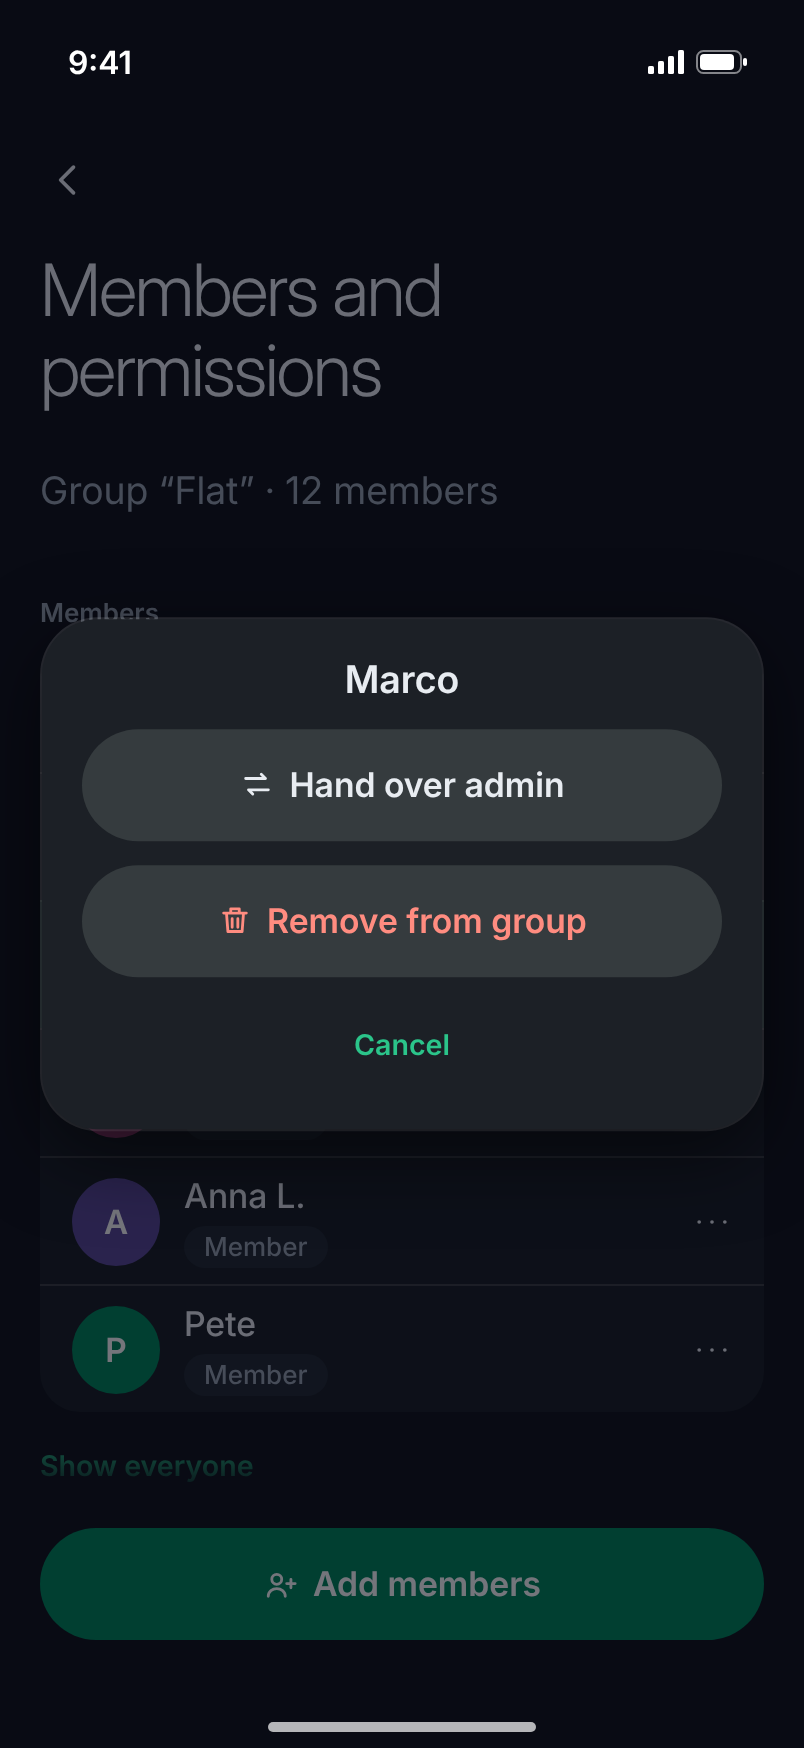 9:41
Members and
permissions
Group “Flat” · 12 members
Members
Marco
Hand over admin
Remove from group
Cancel
A
Anna L.
Member
P
Pete
Member
Show everyone
Add members